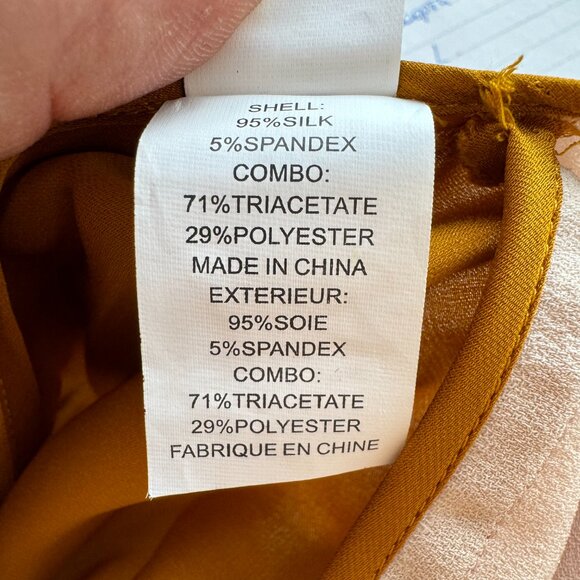 SHELL:
95%SILK
5%SPANDEX
COMBO:
71%TRIACETATE
29%POLYESTER
MADE IN CHINA
EXTERIEUR:
95%SOIE
5%SPANDEX
COMBO:
71%TRIACETATE
29%POLYESTER
FABRIQUE EN CHINE